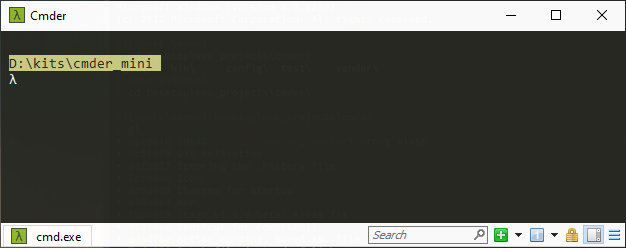 Cmder
D:\kits\cmder_mini
λ
cmd.exe
Search